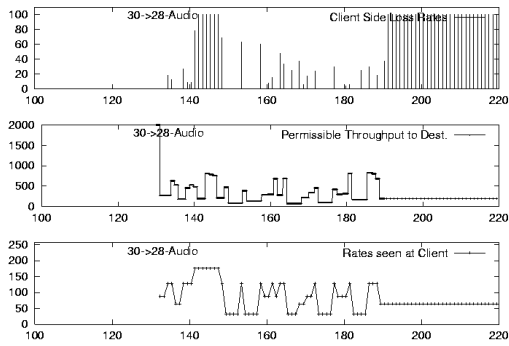 30->28-Audio
Client Side Loss Rates
100
80
60
40
20
0
100 120 140 160 180 200 220
30->28-Audio
Permissible Throughput to Dest.
2000
1500
1000
500
0
100 120 140 160 180 200 220
30->28-Audio
Rates seen at Client
250
200
150
100
50
0
100 120 140 160 180 200 220